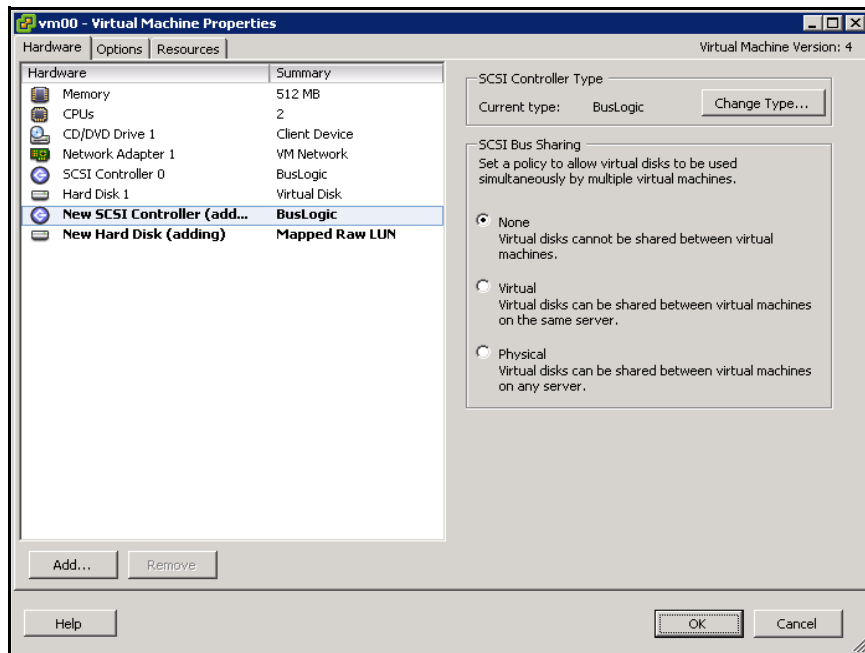 vm00 - Virtual Machine Properties
Hardware Options Resources Virtual Machine Version: 4
Hardware Summary
Memory 512 MB
CPUs 2
CD/DVD Drive 1 Client Device
Network Adapter 1 VM Network
SCSI Controller 0 BusLogic
Hard Disk 1 Virtual Disk
New SCSI Controller (add... BusLogic
New Hard Disk (adding) Mapped Raw LUN
SCSI Controller Type
Current type: BusLogic Change Type...
SCSI Bus Sharing
Set a policy to allow virtual disks to be used
simultaneously by multiple virtual machines.
None
Virtual disks cannot be shared between virtual
machines.
Virtual
Virtual disks can be shared between virtual machines
on the same server.
Physical
Virtual disks can be shared between virtual machines
on any server.
Add... Remove
Help OK Cancel